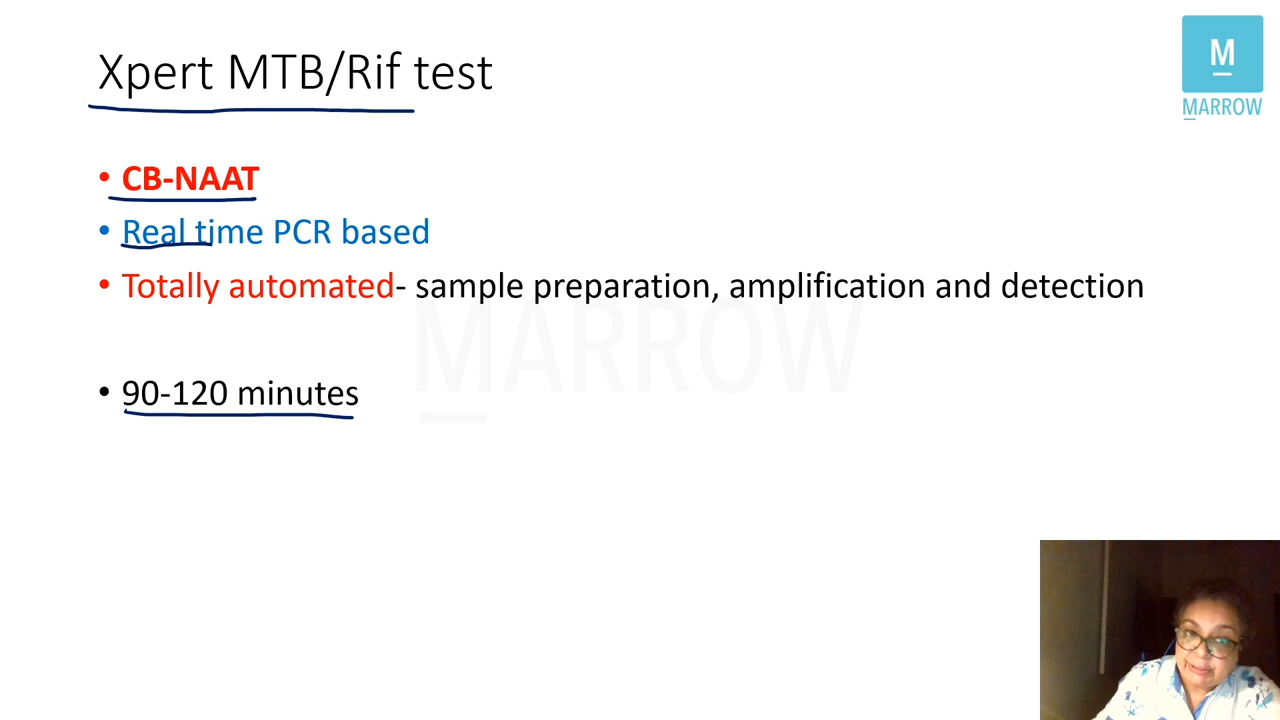 Xpert MTB/Rif test
M
MARROW
• CB-NAAT
• Real time PCR based
• Totally automated- sample preparation, amplification and detection
MARROW
• 90-120 minutes